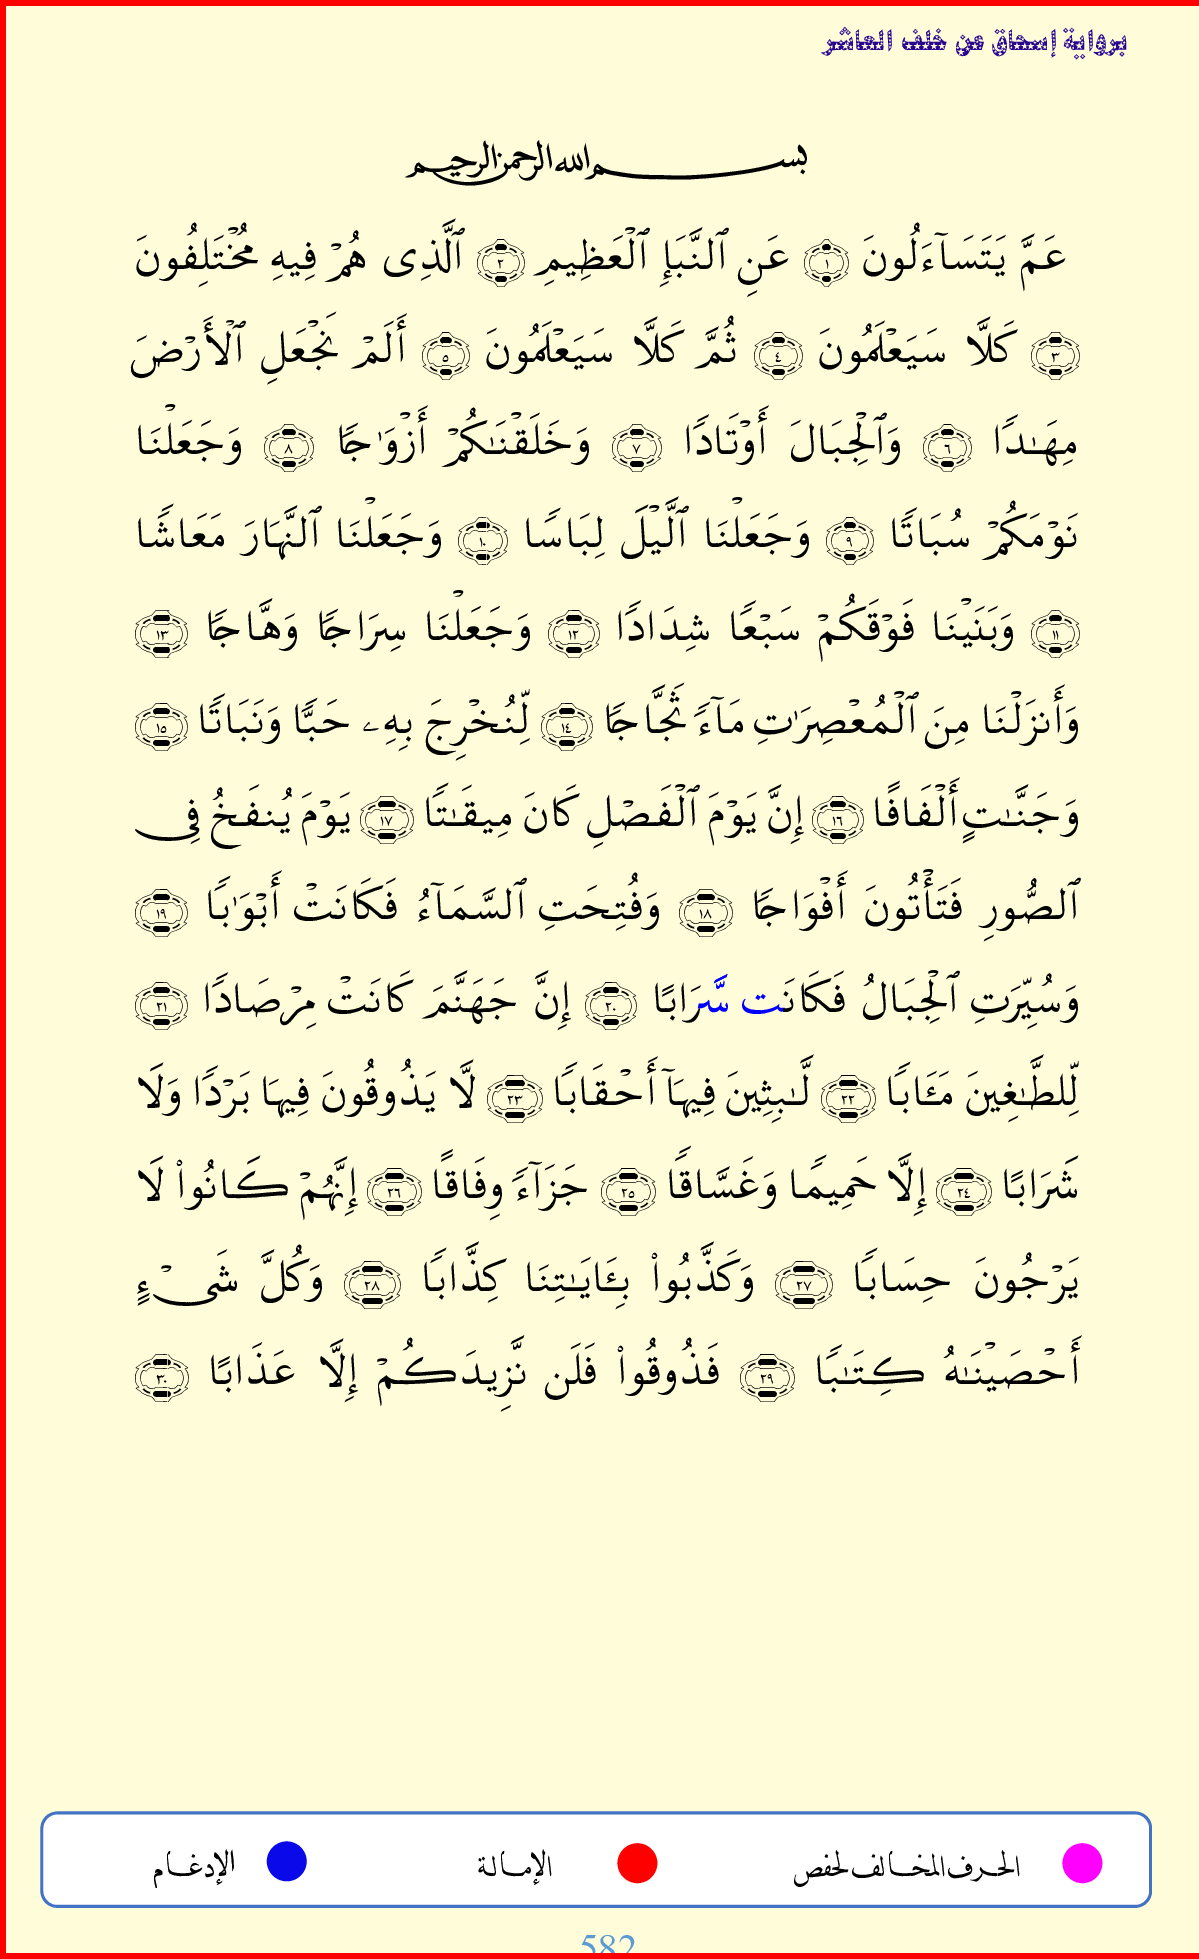 برواية إسحاق عن خلف العاشر
بسم الله الرحمن الرحيم
عَمَّ يَتَسَآءَلُونَ ١ عَنِ ٱلنَّبَإِ ٱلْعَظِيمِ ٢ ٱلَّذِى هُمْ فِيهِ مُخْتَلِفُونَ
٣ كَلَّا سَيَعْلَمُونَ ٤ ثُمَّ كَلَّا سَيَعْلَمُونَ ٥ أَلَمْ نَجْعَلِ ٱلْأَرْضَ
مِهَـٰدًا ٦ وَٱلْجِبَالَ أَوْتَادًا ٧ وَخَلَقْنَـٰكُمْ أَزْوَٰجًا ٨ وَجَعَلْنَا
نَوْمَكُمْ سُبَاتًا ٩ وَجَعَلْنَا ٱلَّيْلَ لِبَاسًا ١٠ وَجَعَلْنَا ٱلنَّهَارَ مَعَاشًا
١١ وَبَنَيْنَا فَوْقَكُمْ سَبْعًا شِدَادًا ١٢ وَجَعَلْنَا سِرَاجًا وَهَّاجًا ١٣
وَأَنزَلْنَا مِنَ ٱلْمُعْصِرَٰتِ مَآءً ثَجَّاجًا ١٤ لِّنُخْرِجَ بِهِۦ حَبًّا وَنَبَاتًا ١٥
وَجَنَّـٰتٍ أَلْفَافًا ١٦ إِنَّ يَوْمَ ٱلْفَصْلِ كَانَ مِيقَـٰتًا ١٧ يَوْمَ يُنفَخُ فِى
ٱلصُّورِ فَتَأْتُونَ أَفْوَاجًا ١٨ وَفُتِحَتِ ٱلسَّمَآءُ فَكَانَتْ أَبْوَٰبًا ١٩
وَسُيِّرَتِ ٱلْجِبَالُ فَكَانَت سَّرَابًا ٢٠ إِنَّ جَهَنَّمَ كَانَتْ مِرْصَادًا ٢١
لِّلطَّـٰغِينَ مَـَٔابًا ٢٢ لَّـٰبِثِينَ فِيهَآ أَحْقَابًا ٢٣ لَّا يَذُوقُونَ فِيهَا بَرْدًا وَلَا
شَرَابًا ٢٤ إِلَّا حَمِيمًا وَغَسَّاقًا ٢٥ جَزَآءً وِفَاقًا ٢٦ إِنَّهُمْ كَانُوا۟ لَا
يَرْجُونَ حِسَابًا ٢٧ وَكَذَّبُوا۟ بِـَٔايَـٰتِنَا كِذَّابًا ٢٨ وَكُلَّ شَىْءٍ
أَحْصَيْنَـٰهُ كِتَـٰبًا ٢٩ فَذُوقُوا۟ فَلَن نَّزِيدَكُمْ إِلَّا عَذَابًا ٣٠
الحرف المخالف لحفص الإمالة الإدغام
582